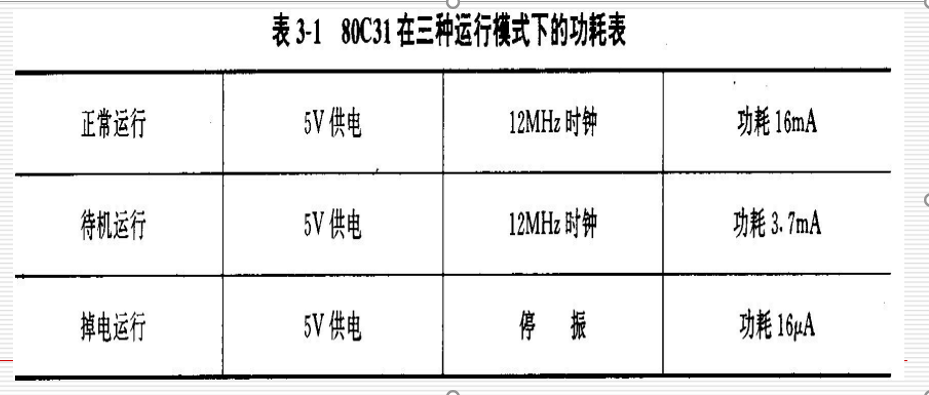 表 3-1 80C31 在三种运行模式下的功耗表
正常运行 5V 供电 12MHz 时钟 功耗 16mA
待机运行 5V 供电 12MHz 时钟 功耗 3.7mA
掉电运行 5V 供电 停 振 功耗 16μA